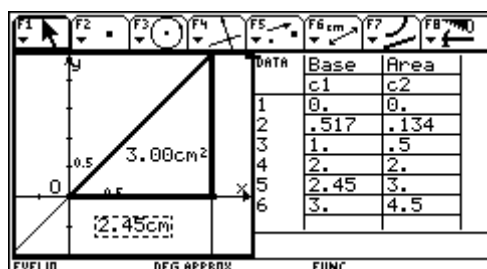 F1 F2 F3 F4 F5 F6 cm F7 F8
y
0.5
3.00cm²
0 0.5 x
2.45cm
DATA Base Area
c1 c2
1 0. 0.
2 .517 .134
3 1. .5
4 2. 2.
5 2.45 3.
6 3. 4.5
DEG APPROX FUNC